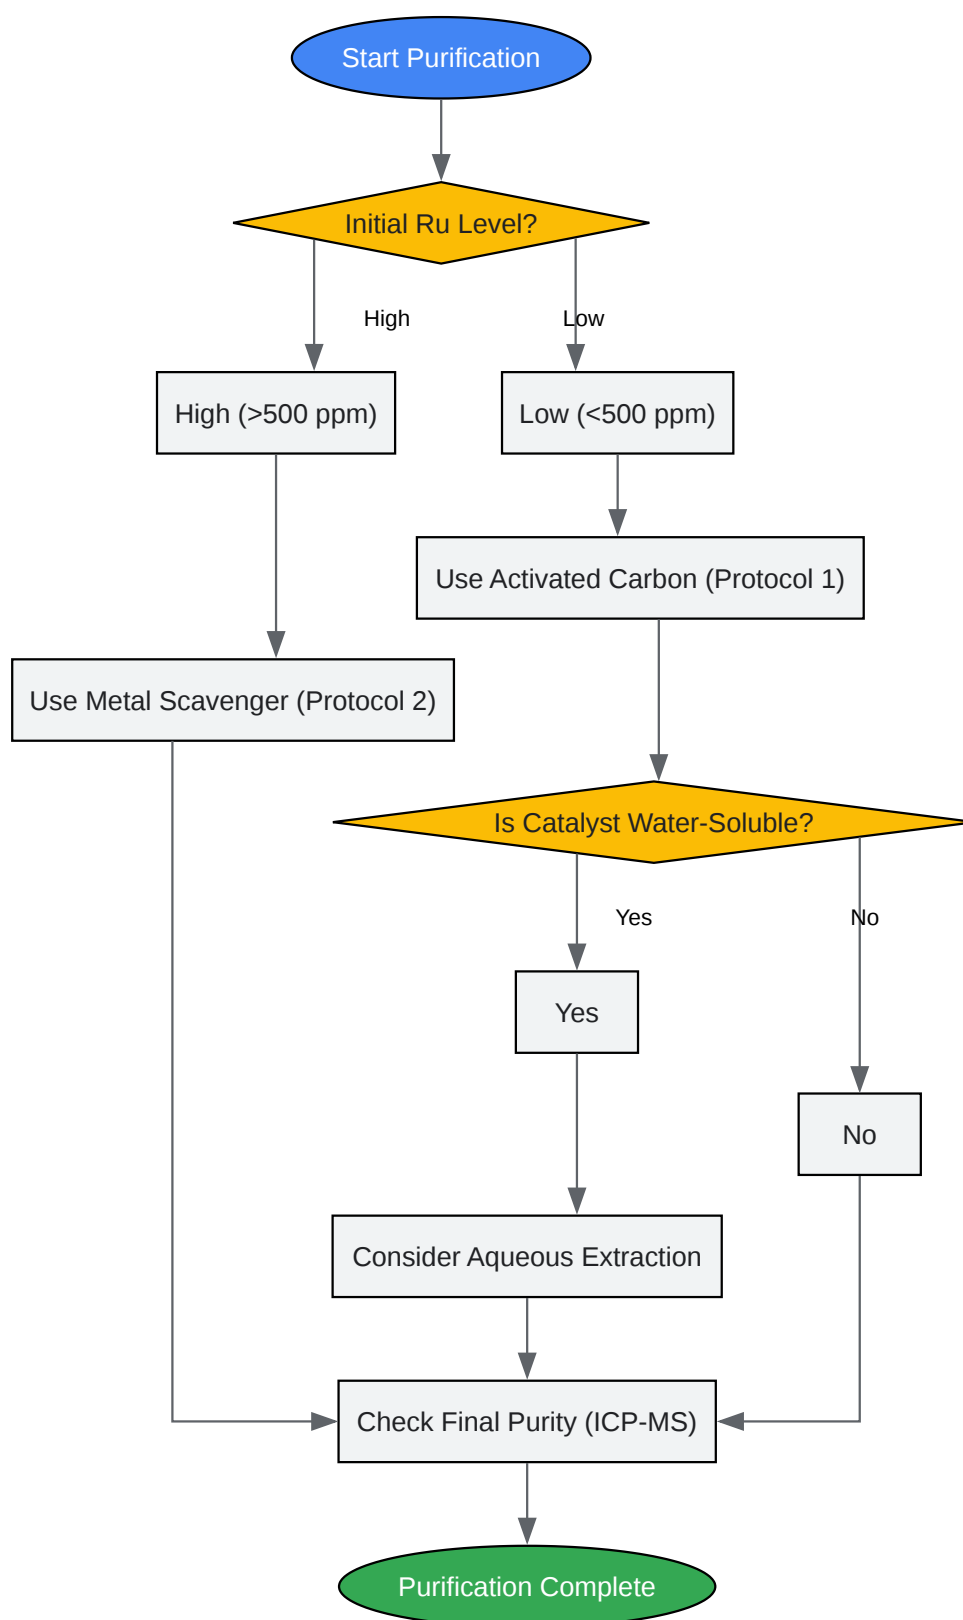 Start Purification
Initial Ru Level?
High
Low
High (>500 ppm)
Low (<500 ppm)
Use Activated Carbon (Protocol 1)
Use Metal Scavenger (Protocol 2)
Is Catalyst Water-Soluble?
Yes
No
Yes
No
Consider Aqueous Extraction
Check Final Purity (ICP-MS)
Purification Complete